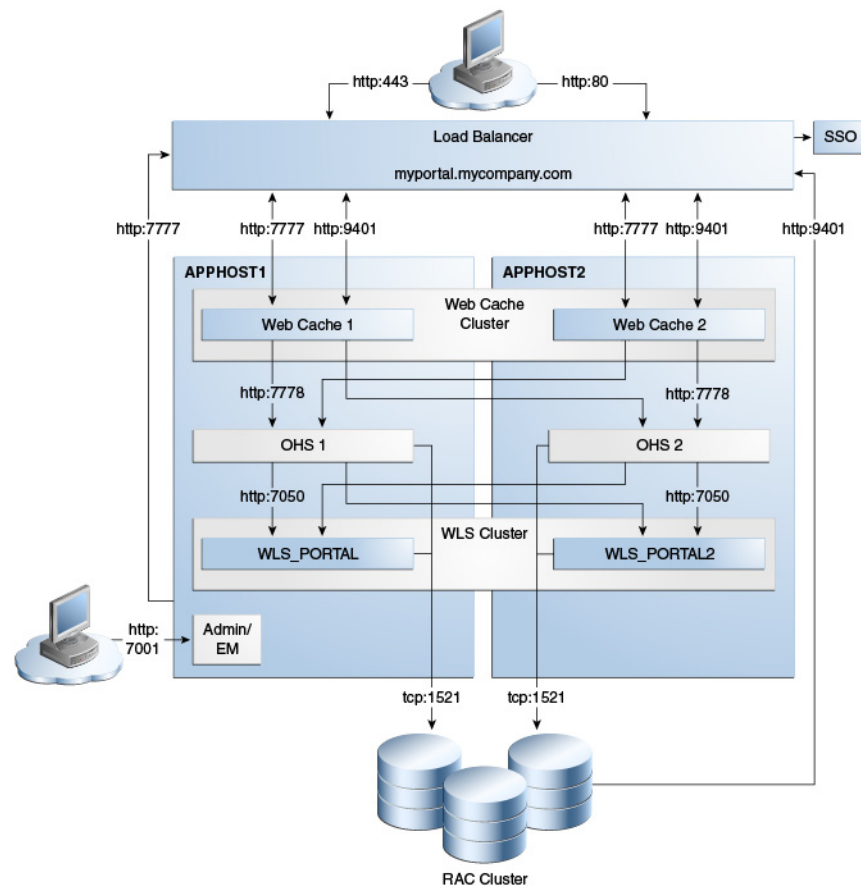 http:443
http:80
Load Balancer
myportal.mycompany.com
SSO
http:7777
http:7777
http:9401
http:7777
http:9401
http:9401
APPHOST1
APPHOST2
Web Cache 1
Web Cache
Cluster
Web Cache 2
http:7778
http:7778
OHS 1
OHS 2
http:7050
http:7050
WLS Cluster
WLS_PORTAL
WLS_PORTAL2
http:
7001
Admin/
EM
tcp:1521
tcp:1521
RAC Cluster